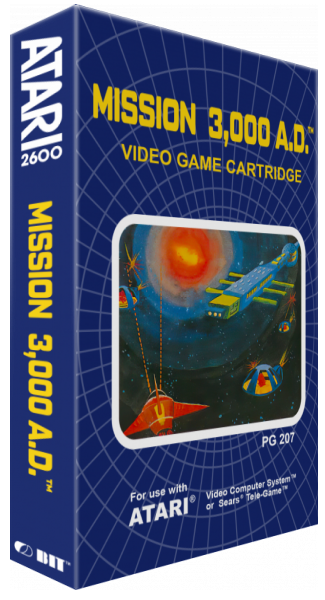 ATARI
2600
MISSION 3,000 A.D.™
BIT™
MISSION 3,000 A.D.™
VIDEO GAME CARTRIDGE
PG 207
For use with
ATARI®
Video Computer System™
or Sears® Tele-Game™